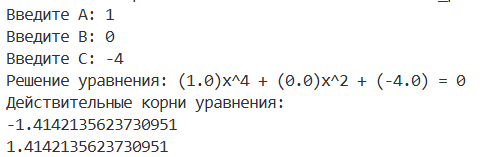 Введите A: 1
Введите B: 0
Введите C: -4
Решение уравнения: (1.0)x^4 + (0.0)x^2 + (-4.0) = 0
Действительные корни уравнения:
-1.4142135623730951
1.4142135623730951